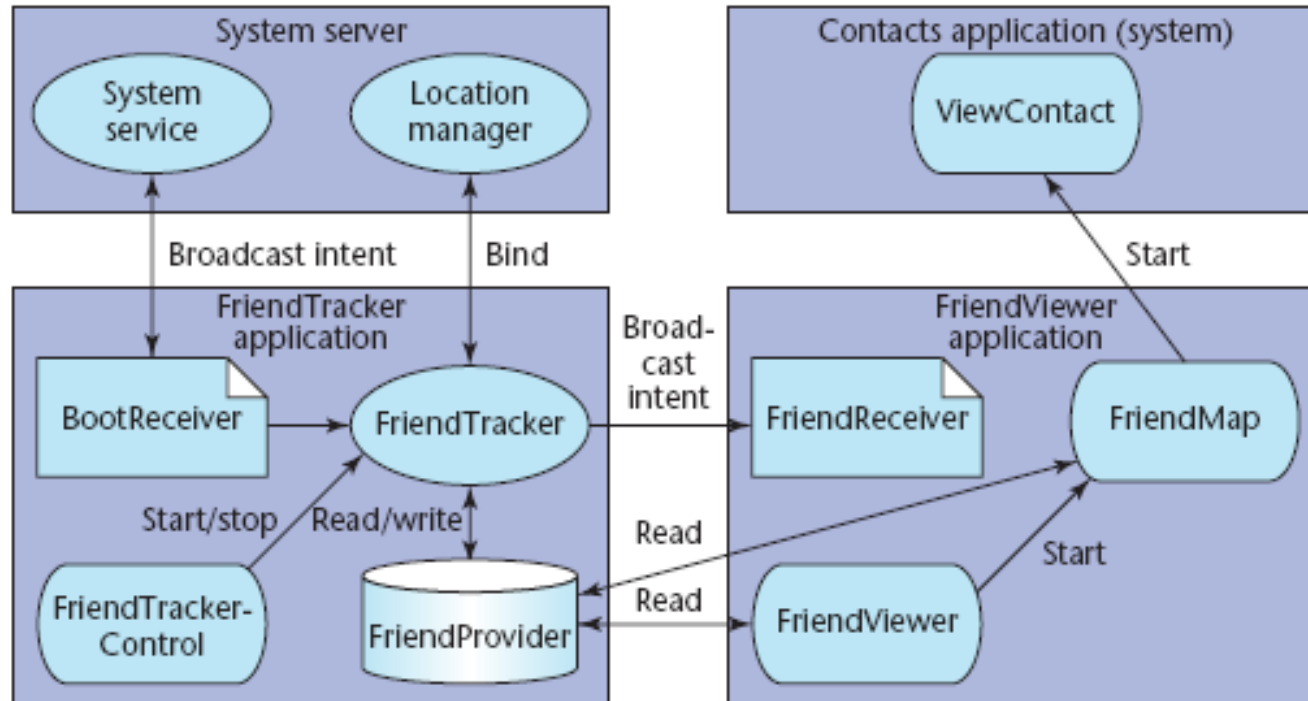 System server
System
service
Location
manager
Contacts application (system)
ViewContact
Broadcast intent
Bind
Start
FriendTracker
application
BootReceiver
FriendTracker
Start/stop
Read/write
FriendTracker-
Control
FriendProvider
Broad-
cast
intent
Read
Read
FriendViewer
application
FriendReceiver
FriendMap
Start
FriendViewer